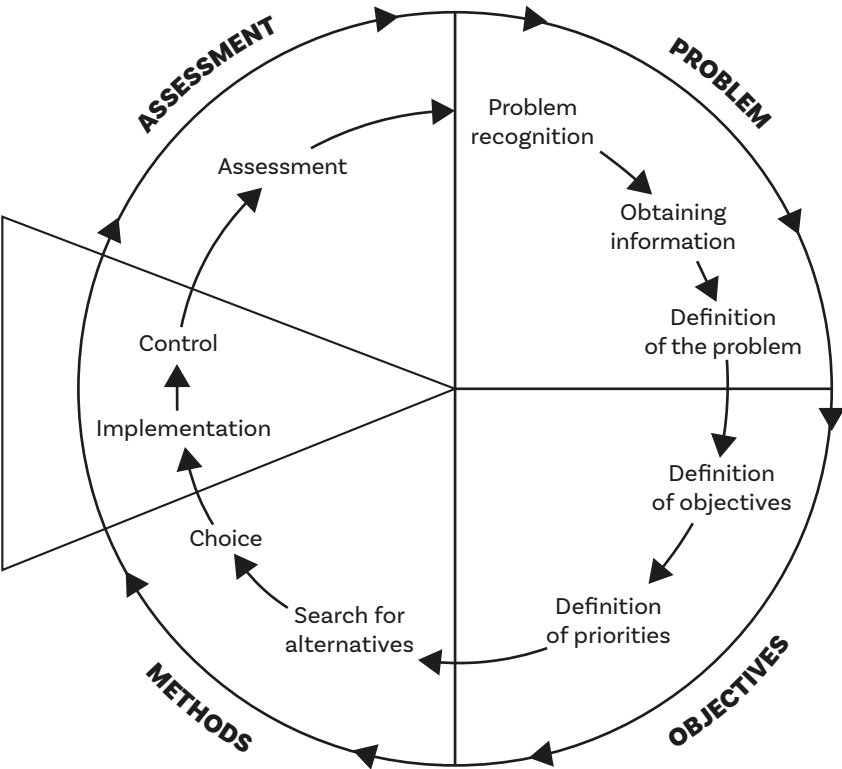 ASSESSMENT
PROBLEM
Problem
recognition
Assessment
Obtaining
information
Definition
of the problem
Control
Implementation
Definition
of objectives
Choice
Definition
of priorities
Search for
alternatives
METHODS
OBJECTIVES